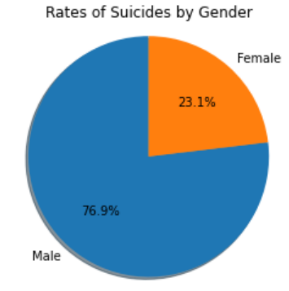 Rates of Suicides by Gender
Female
23.1%
76.9%
Male